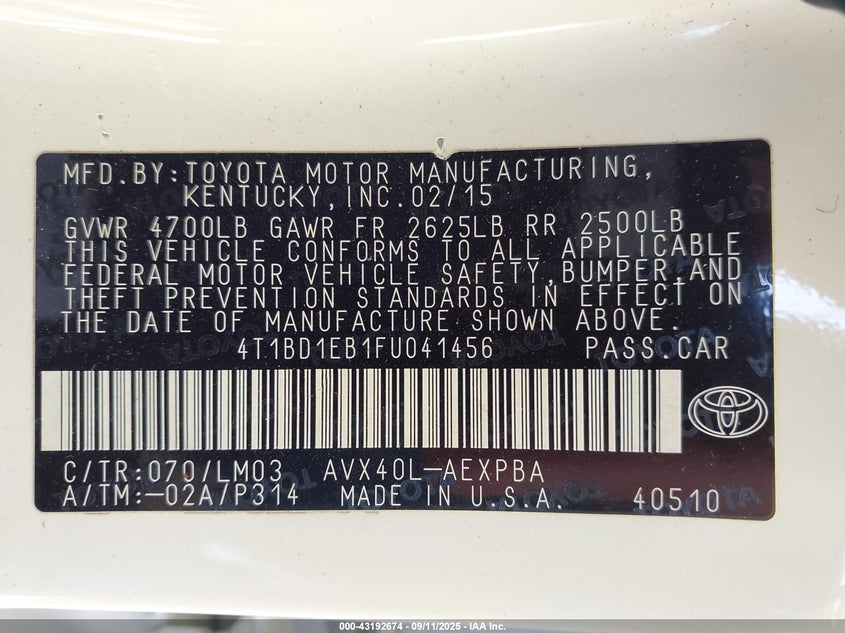 MFD.BY:TOYOTA MOTOR MANUFACTURING,
KENTUCKY,INC.02/15
GVWR 4700LB GAWR FR 2625LB RR 2500LB
THIS VEHICLE CONFORMS TO ALL APPLICABLE
FEDERAL MOTOR VEHICLE SAFETY,BUMPER,AND
THEFT PREVENTION STANDARDS IN EFFECT ON
THE DATE OF MANUFACTURE SHOWN ABOVE.
4T1BD1EB1FU041456 PASS.CAR
C/TR:070/LM03 AVX40L-AEXPBA
A/TM:-02A/P314 MADE IN U.S.A. 40510
000-43192674 - 09/11/2025 - IAA Inc.